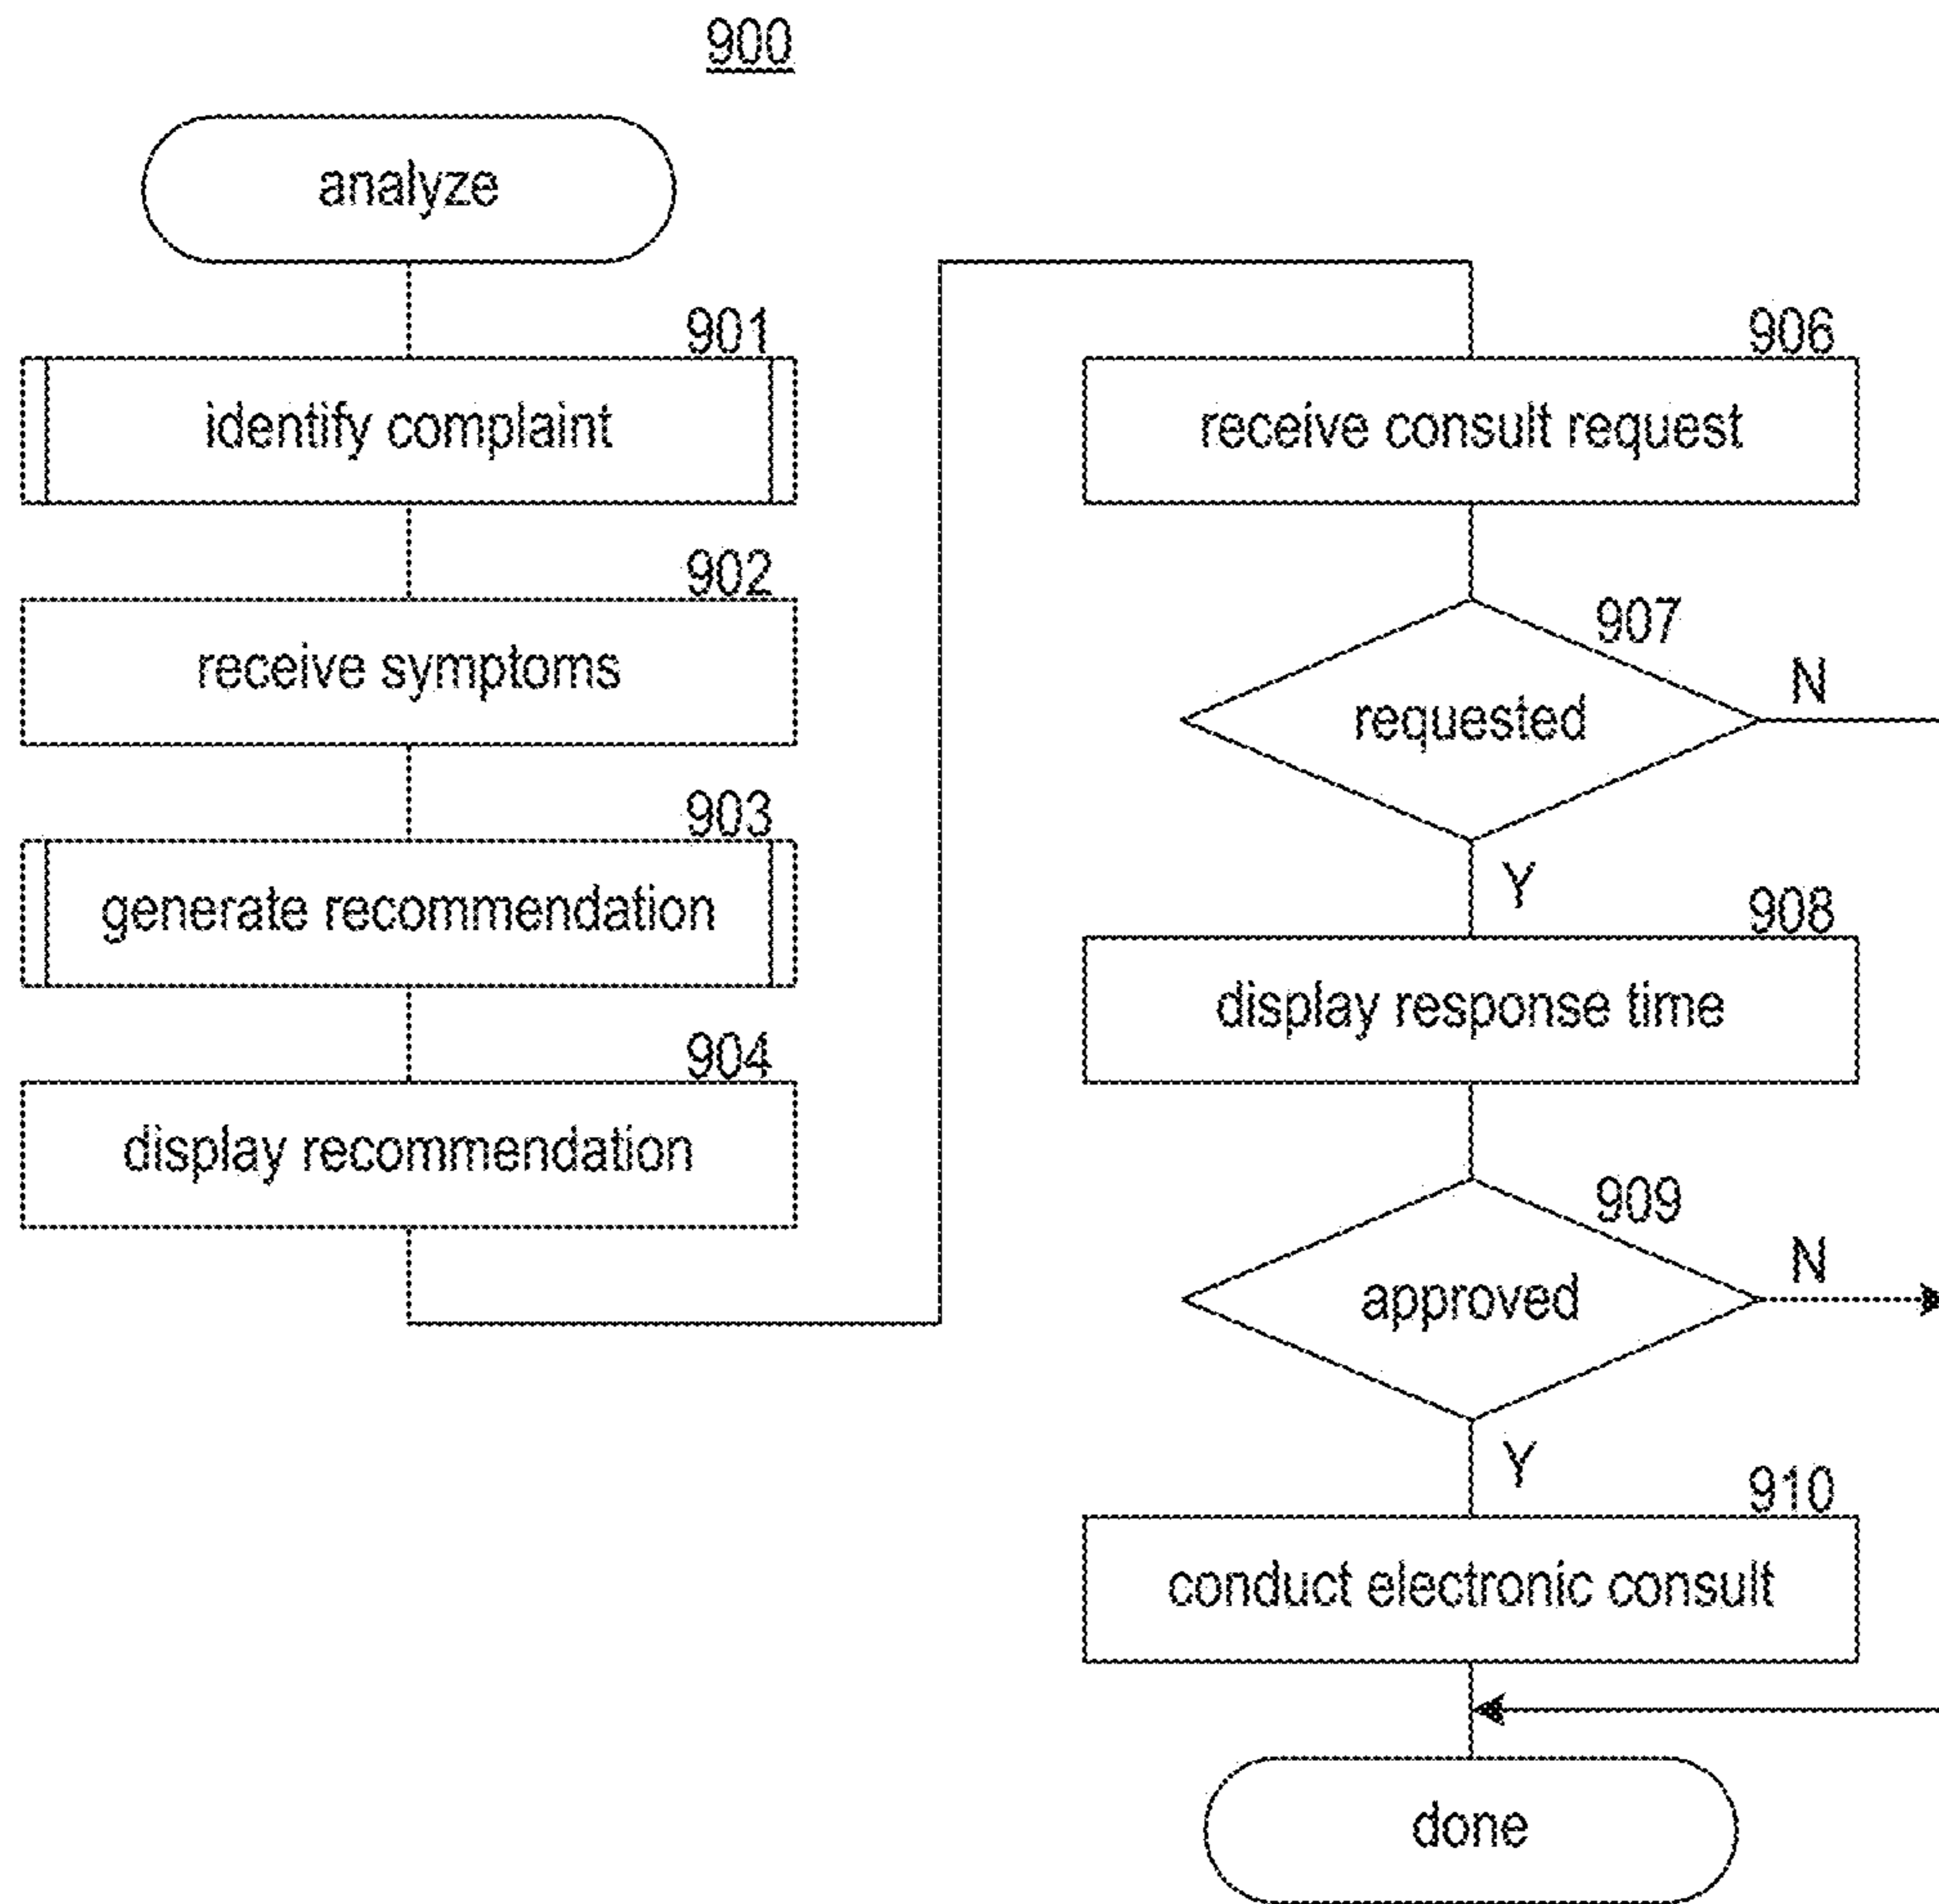 900
analyze
901
identify complaint
902
receive symptoms
903
generate recommendation
904
display recommendation
906
receive consult request
907
requested
N
Y
908
display response time
909
approved
N
Y
910
conduct electronic consult
done